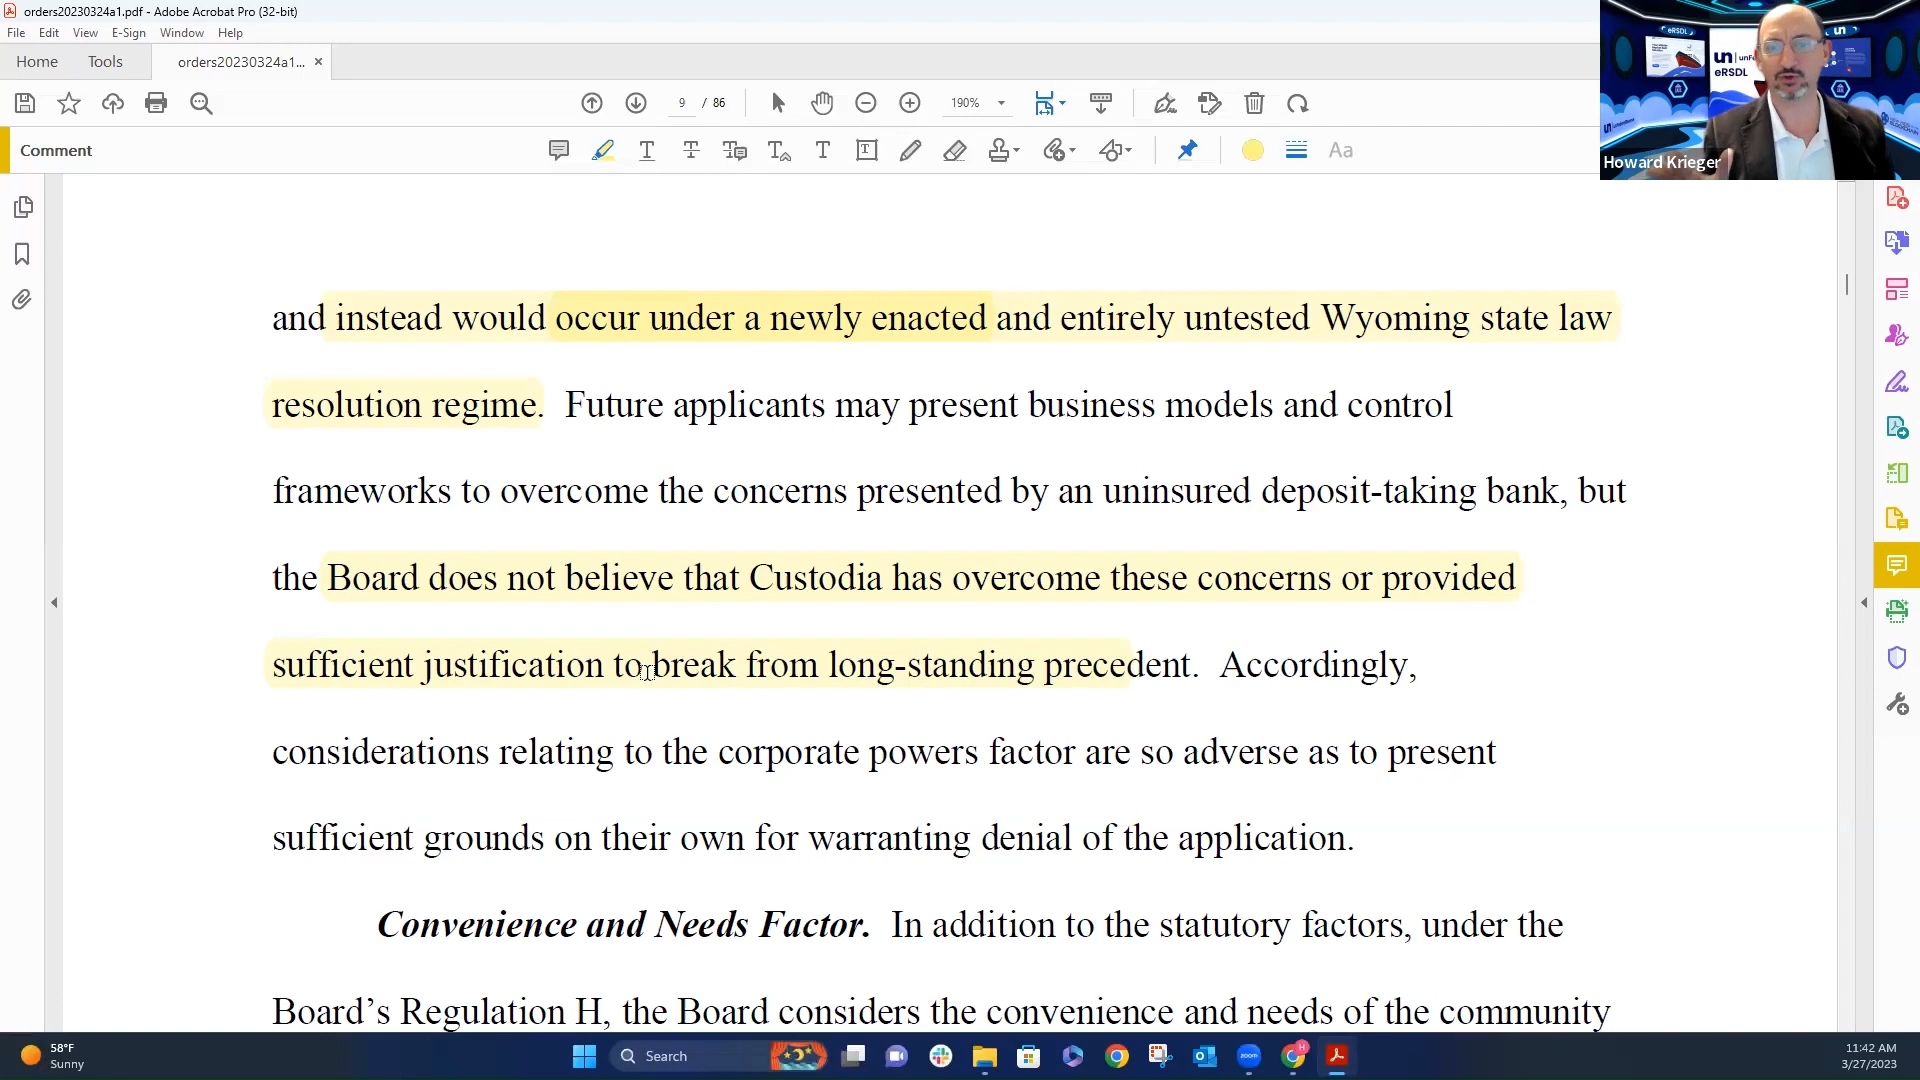 orders20230324a1.pdf - Adobe Acrobat Pro (32-bit)
File Edit View E-Sign Window Help
Home Tools orders20230324a1... ×
9 / 86 190%
Comment
Aa
eRSDL
un
un
eRSDL
Howard Krieger
and instead would occur under a newly enacted and entirely untested Wyoming state law
resolution regime. Future applicants may present business models and control
frameworks to overcome the concerns presented by an uninsured deposit-taking bank, but
the Board does not believe that Custodia has overcome these concerns or provided
sufficient justification to break from long-standing precedent. Accordingly,
considerations relating to the corporate powers factor are so adverse as to present
sufficient grounds on their own for warranting denial of the application.
Convenience and Needs Factor. In addition to the statutory factors, under the
Board’s Regulation H, the Board considers the convenience and needs of the community
58°F
Sunny
Search
zoom
H
11:42 AM
3/27/2023